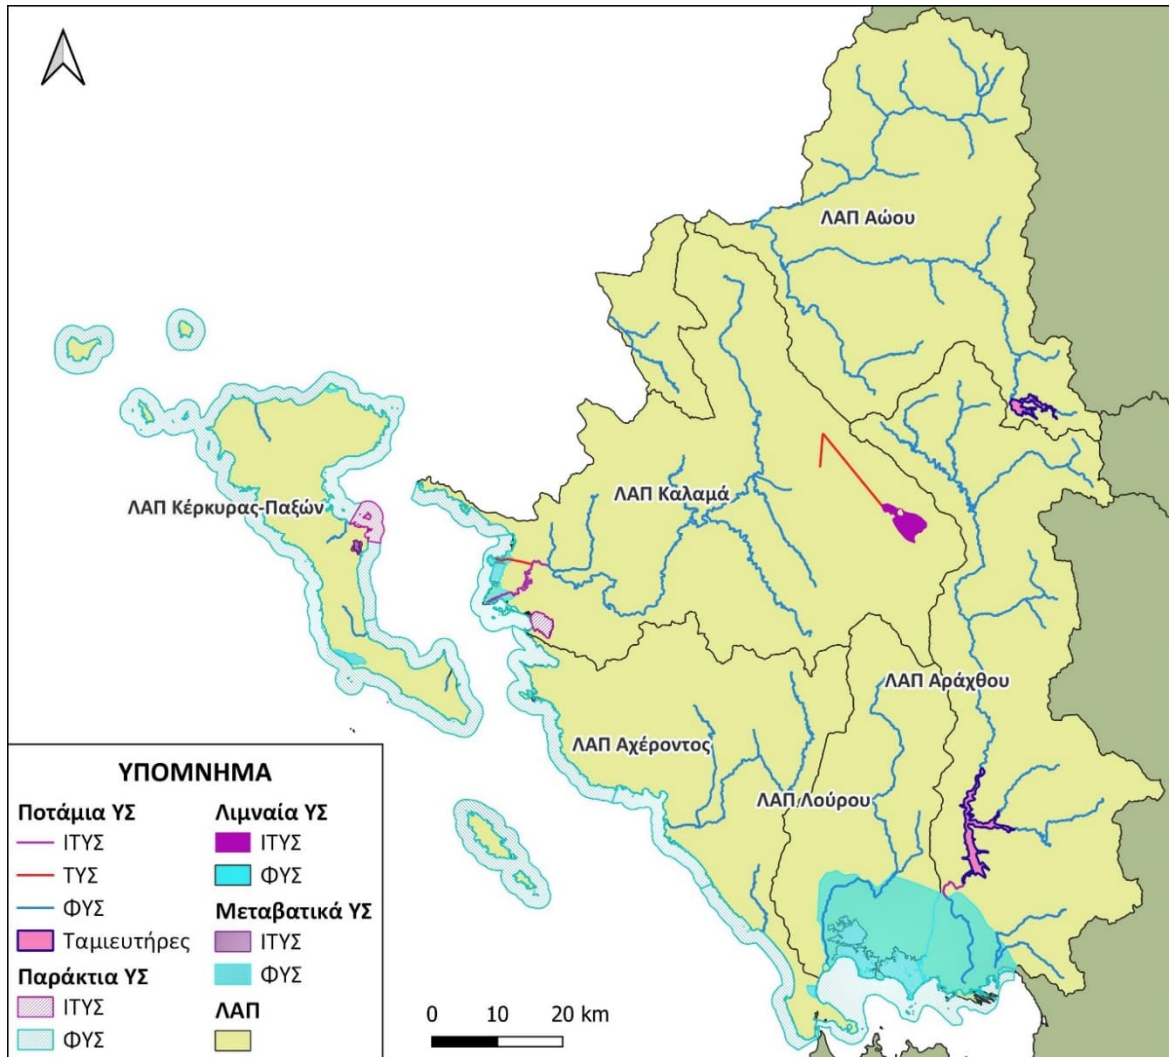 ΛΑΠ Αώου
ΛΑΠ Κέρκυρας-Παξών
ΛΑΠ Καλαμά
ΛΑΠ Αράχθου
ΛΑΠ Αχέροντος
ΛΑΠ Λούρου
ΥΠΟΜΝΗΜΑ
Ποτάμια ΥΣ
ΙΤΥΣ
ΤΥΣ
ΦΥΣ
Ταμιευτήρες
Παράκτια ΥΣ
ΙΤΥΣ
ΦΥΣ
Λιμναία ΥΣ
ΙΤΥΣ
ΦΥΣ
Μεταβατικά ΥΣ
ΙΤΥΣ
ΦΥΣ
ΛΑΠ
0 10 20 km